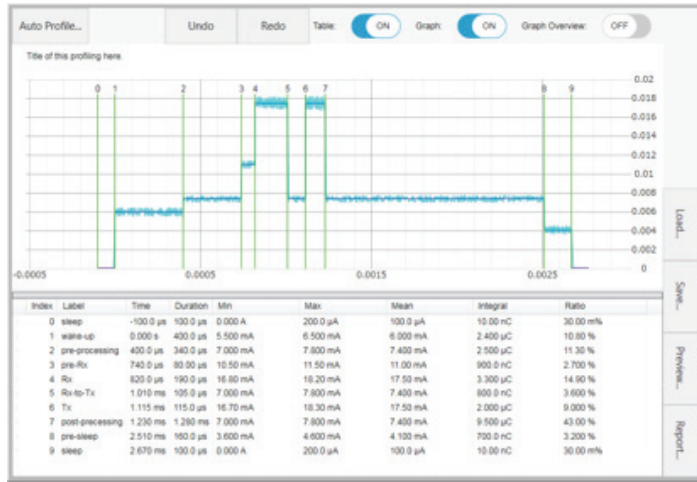 Auto Profile... Undo Redo Table: ON Graph: ON Graph Overview: OFF
Title of this profiling here.
0 1 2 3 4 5 6 7 8 9
0.02
0.018
0.016
0.014
0.012
0.01
0.008
0.006
0.004
0.002
0
-0.0005 0.0005 0.0015 0.0025
Load...
Save...
Preview...
Report...
Index Label Time Duration Min Max Mean Integral Ratio
0 sleep -100.0 µs 100.0 µs 0.000 A 200.0 µA 100.0 µA 10.00 nC 30.00 m%
1 wake-up 0.000 s 400.0 µs 5.500 mA 6.500 mA 6.000 mA 2.400 µC 10.80 %
2 pre-processing 400.0 µs 340.0 µs 7.000 mA 7.800 mA 7.400 mA 2.500 µC 11.30 %
3 pre-Rx 740.0 µs 80.00 µs 10.50 mA 11.50 mA 11.00 mA 900.0 nC 2.700 %
4 Rx 820.0 µs 190.0 µs 16.80 mA 18.20 mA 17.50 mA 3.300 µC 14.90 %
5 Rx-to-Tx 1.010 ms 105.0 µs 7.000 mA 7.800 mA 7.400 mA 800.0 nC 3.600 %
6 Tx 1.115 ms 115.0 µs 16.70 mA 18.30 mA 17.50 mA 2.000 µC 9.000 %
7 post-precessing 1.230 ms 1.280 ms 7.000 mA 7.800 mA 7.400 mA 9.500 µC 43.00 %
8 pre-sleep 2.510 ms 160.0 µs 3.600 mA 4.600 mA 4.100 mA 700.0 nC 3.200 %
9 sleep 2.670 ms 100.0 µs 0.000 A 200.0 µA 100.0 µA 10.00 nC 30.00 m%